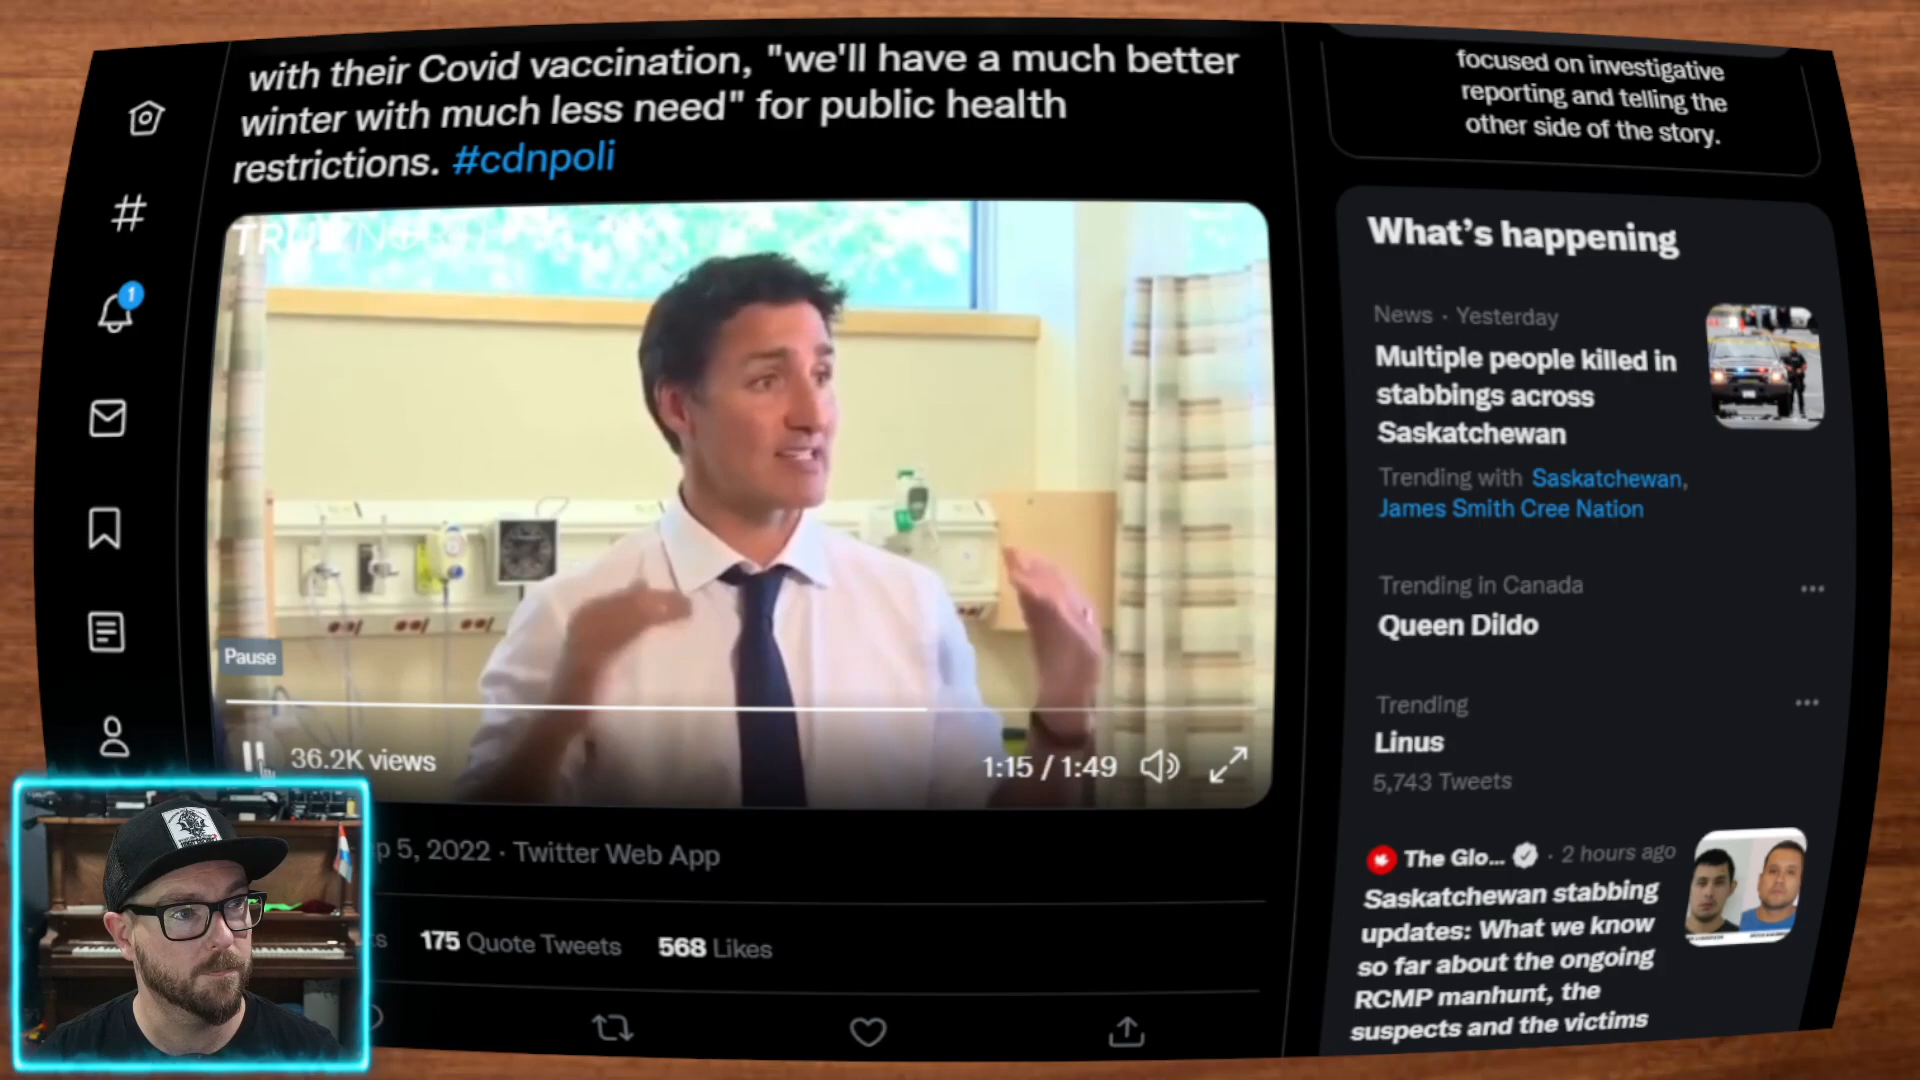 with their Covid vaccination, "we'll have a much better
winter with much less need" for public health
restrictions. #cdnpoli
TRUE NORTH
Pause
36.2K views
1:15 / 1:49
p 5, 2022 · Twitter Web App
ts 175 Quote Tweets 568 Likes
1
focused on investigative
reporting and telling the
other side of the story.
What's happening
News · Yesterday
Multiple people killed in
stabbings across
Saskatchewan
Trending with Saskatchewan,
James Smith Cree Nation
Trending in Canada
Queen Dildo
Trending
Linus
5,743 Tweets
The Glo... · 2 hours ago
Saskatchewan stabbing
updates: What we know
so far about the ongoing
RCMP manhunt, the
suspects and the victims